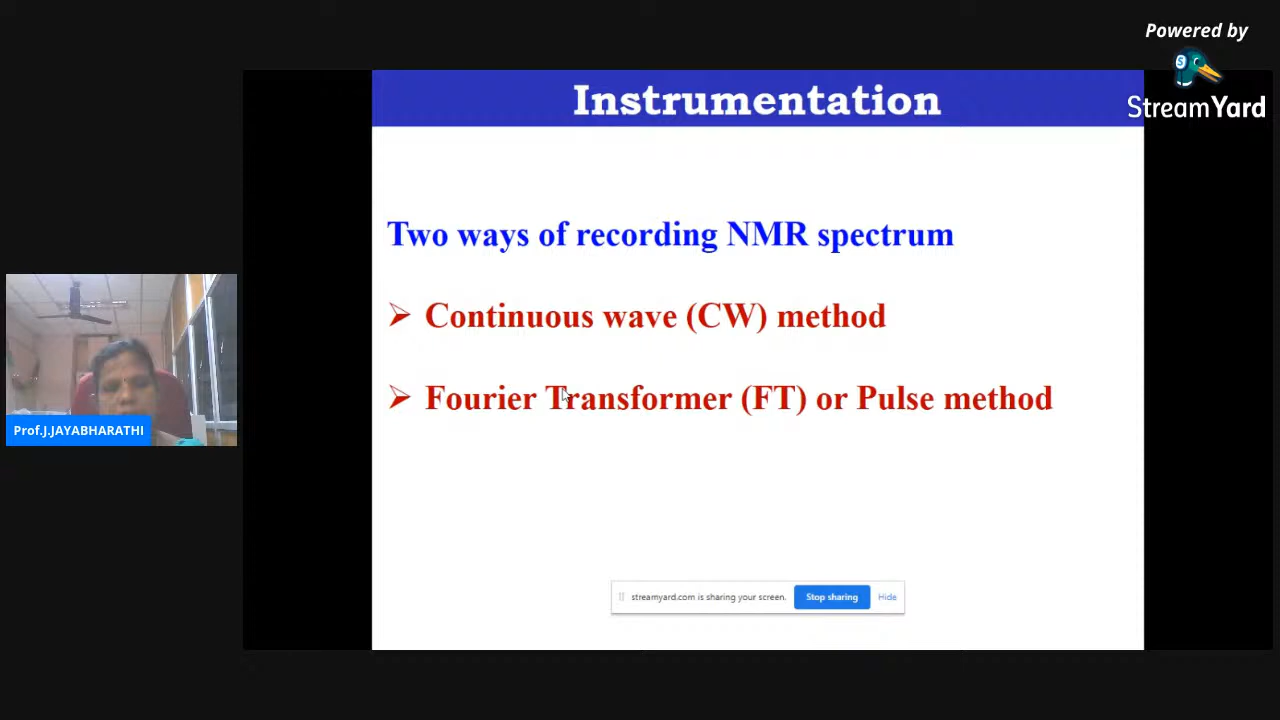 Powered by
StreamYard
Instrumentation
Two ways of recording NMR spectrum
Continuous wave (CW) method
Fourier Transformer (FT) or Pulse method
Prof.J.JAYABHARATHI
streamyard.com is sharing your screen. Stop sharing Hide